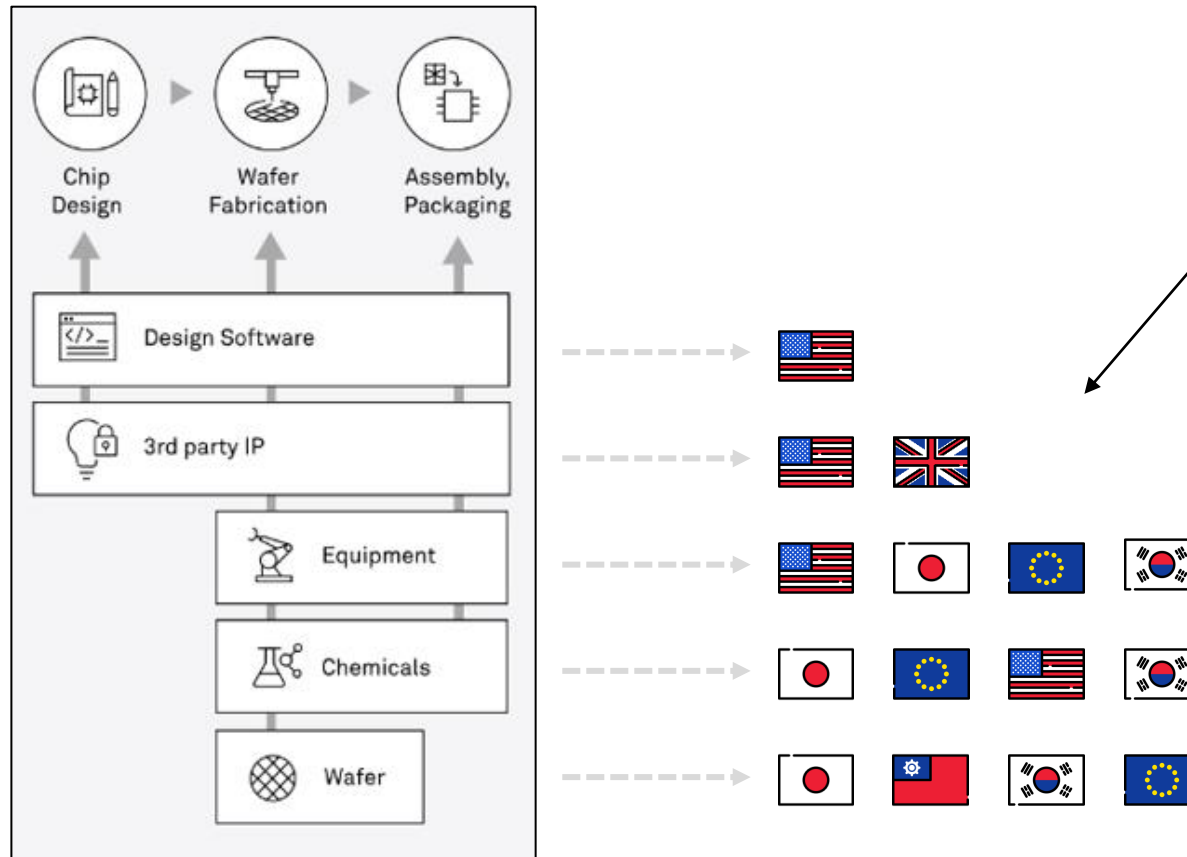 Chip
Design
Wafer
Fabrication
Assembly,
Packaging
</>_
Design Software
3rd party IP
Equipment
Chemicals
Wafer